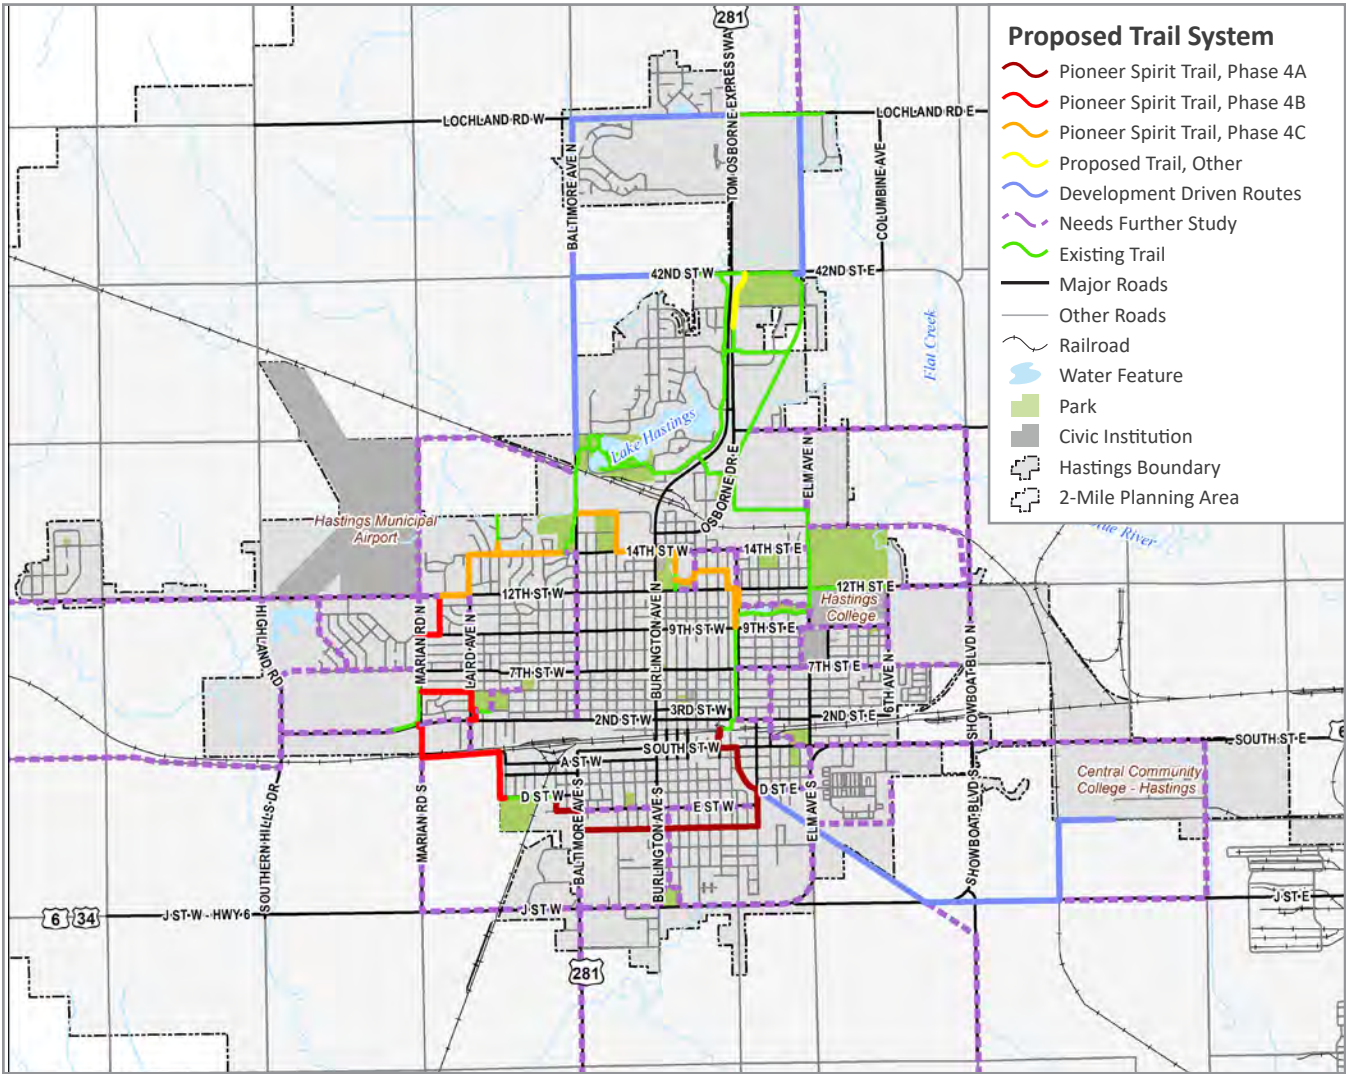 281
Proposed Trail System
Pioneer Spirit Trail, Phase 4A
Pioneer Spirit Trail, Phase 4B
Pioneer Spirit Trail, Phase 4C
Proposed Trail, Other
Development Driven Routes
Needs Further Study
Existing Trail
Major Roads
Other Roads
Railroad
Water Feature
Park
Civic Institution
Hastings Boundary
2-Mile Planning Area
TOM OSBORNE EXPRESSWAY
LOCHLAND RD W
LOCHLAND RD E
BALTIMORE AVE N
COLUMBINE AVE
42ND ST W
42ND ST E
Flat Creek
Lake Hastings
OSBORNE DR E
ELM AVE N
Hastings Municipal
Airport
River
14TH ST W
14TH ST E
12TH ST W
12TH ST E
Hastings
College
HIGHLAND RD
MARIAN RD N
LAIRD AVE N
BURLINGTON AVE N
9TH ST W
9TH ST E
7TH ST W
7TH ST E
6TH AVE N
SHOWBOAT BLVD N
3RD ST W
2ND ST W
2ND ST E
SOUTH ST W
SOUTH ST E
6
A ST W
D ST W
D ST E
E ST W
Central Community
College - Hastings
SOUTHERN HILLS DR
MARIAN RD S
BALTIMORE AVE S
BURLINGTON AVE S
ELM AVE S
SHOWBOAT BLVD S
6 34
J ST W - HWY 6
J ST W
J ST E
281